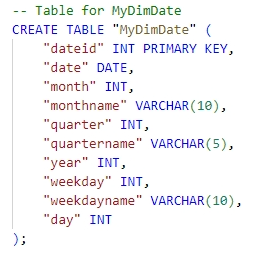 -- Table for MyDimDate
CREATE TABLE "MyDimDate" (
"dateid" INT PRIMARY KEY,
"date" DATE,
"month" INT,
"monthname" VARCHAR(10),
"quarter" INT,
"quartername" VARCHAR(5),
"year" INT,
"weekday" INT,
"weekdayname" VARCHAR(10),
"day" INT
);